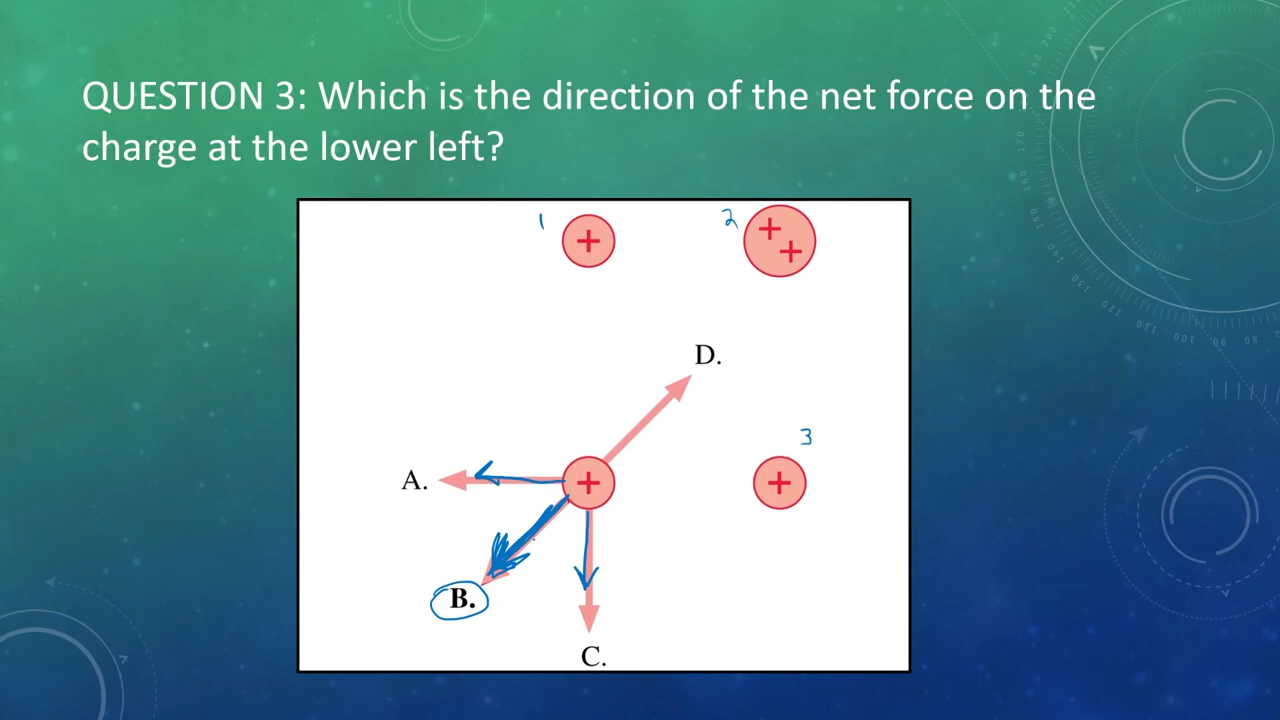 QUESTION 3: Which is the direction of the net force on the
charge at the lower left?
1
2
+
+
+
D.
3
A.
+
+
B.
C.